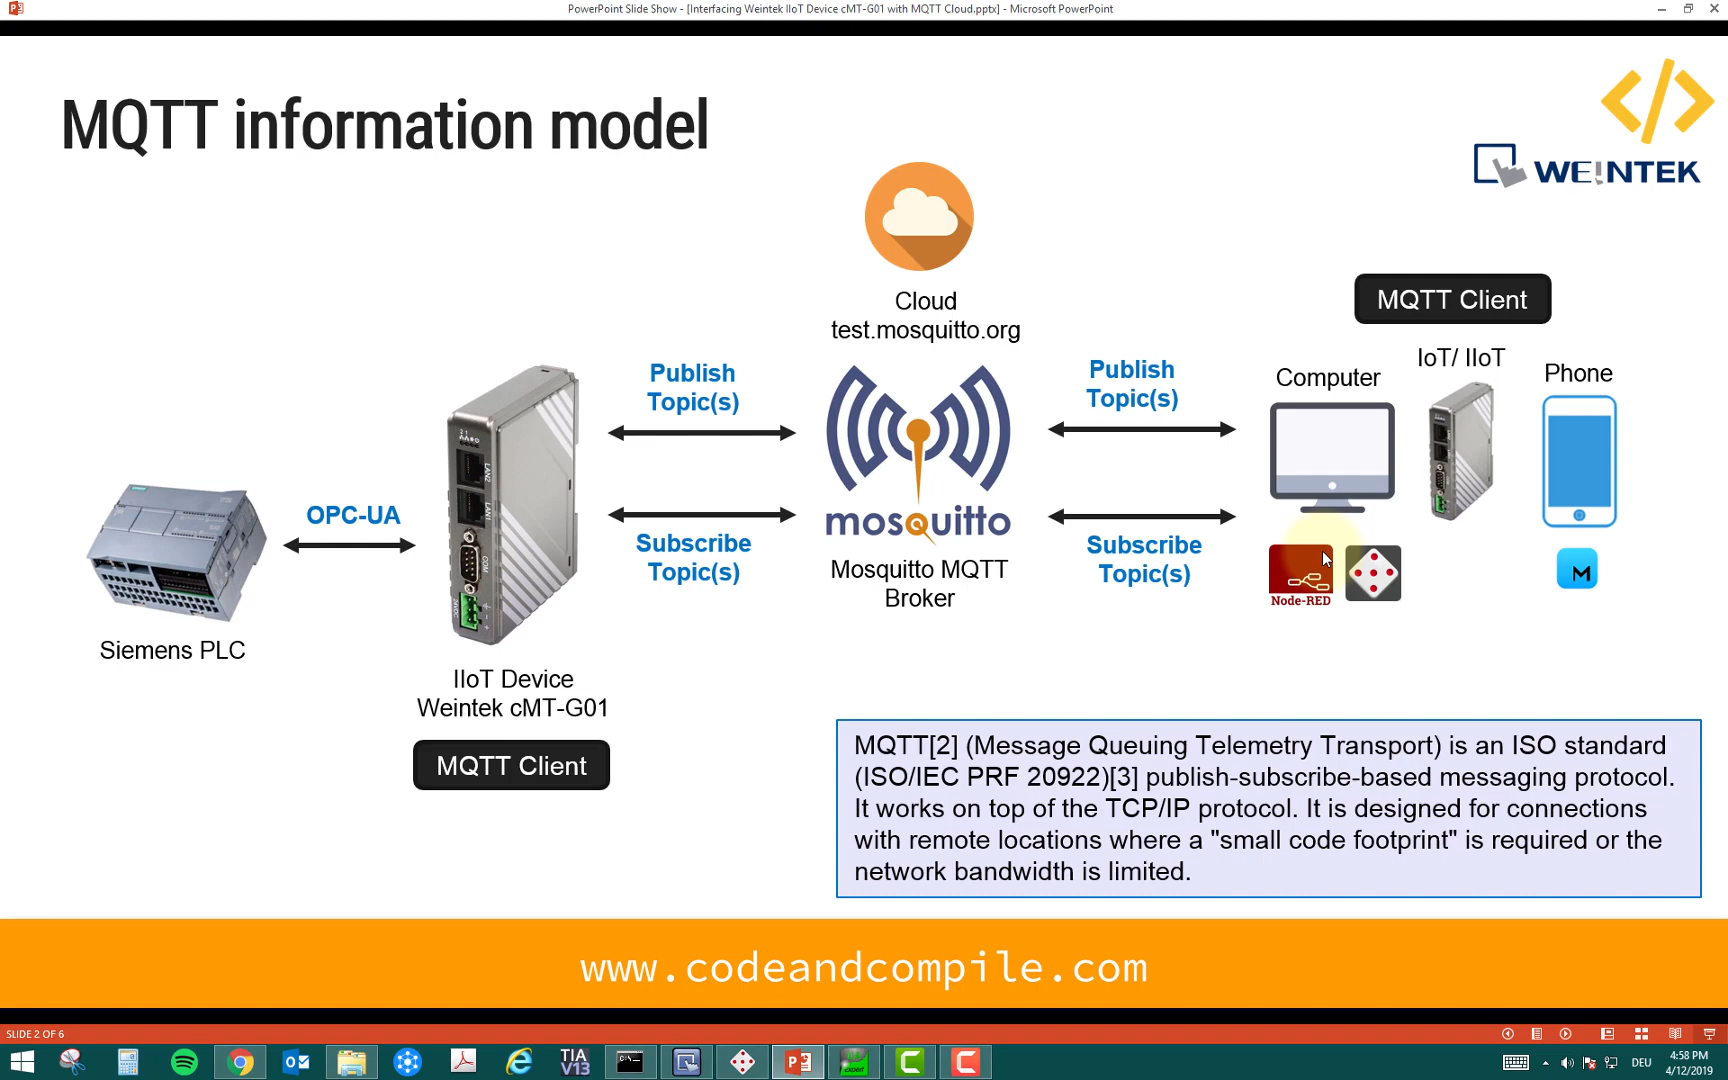 PowerPoint Slide Show - [Interfacing Weintek IIoT Device cMT-G01 with MQTT Cloud.pptx] - Microsoft PowerPoint
MQTT information model
WE!NTEK
Cloud
test.mosquitto.org
MQTT Client
IoT/ IIoT
Computer
Phone
Publish
Topic(s)
Publish
Topic(s)
OPC-UA
Subscribe
Topic(s)
mosquitto
Subscribe
Topic(s)
Mosquitto MQTT
Broker
Node-RED
M
LAN2
COM
Siemens PLC
IIoT Device
Weintek cMT-G01
MQTT Client
MQTT[2] (Message Queuing Telemetry Transport) is an ISO standard
(ISO/IEC PRF 20922)[3] publish-subscribe-based messaging protocol.
It works on top of the TCP/IP protocol. It is designed for connections
with remote locations where a "small code footprint" is required or the
network bandwidth is limited.
www.codeandcompile.com
SLIDE 2 OF 6
TIA
V13
DEU
4:58 PM
4/12/2019